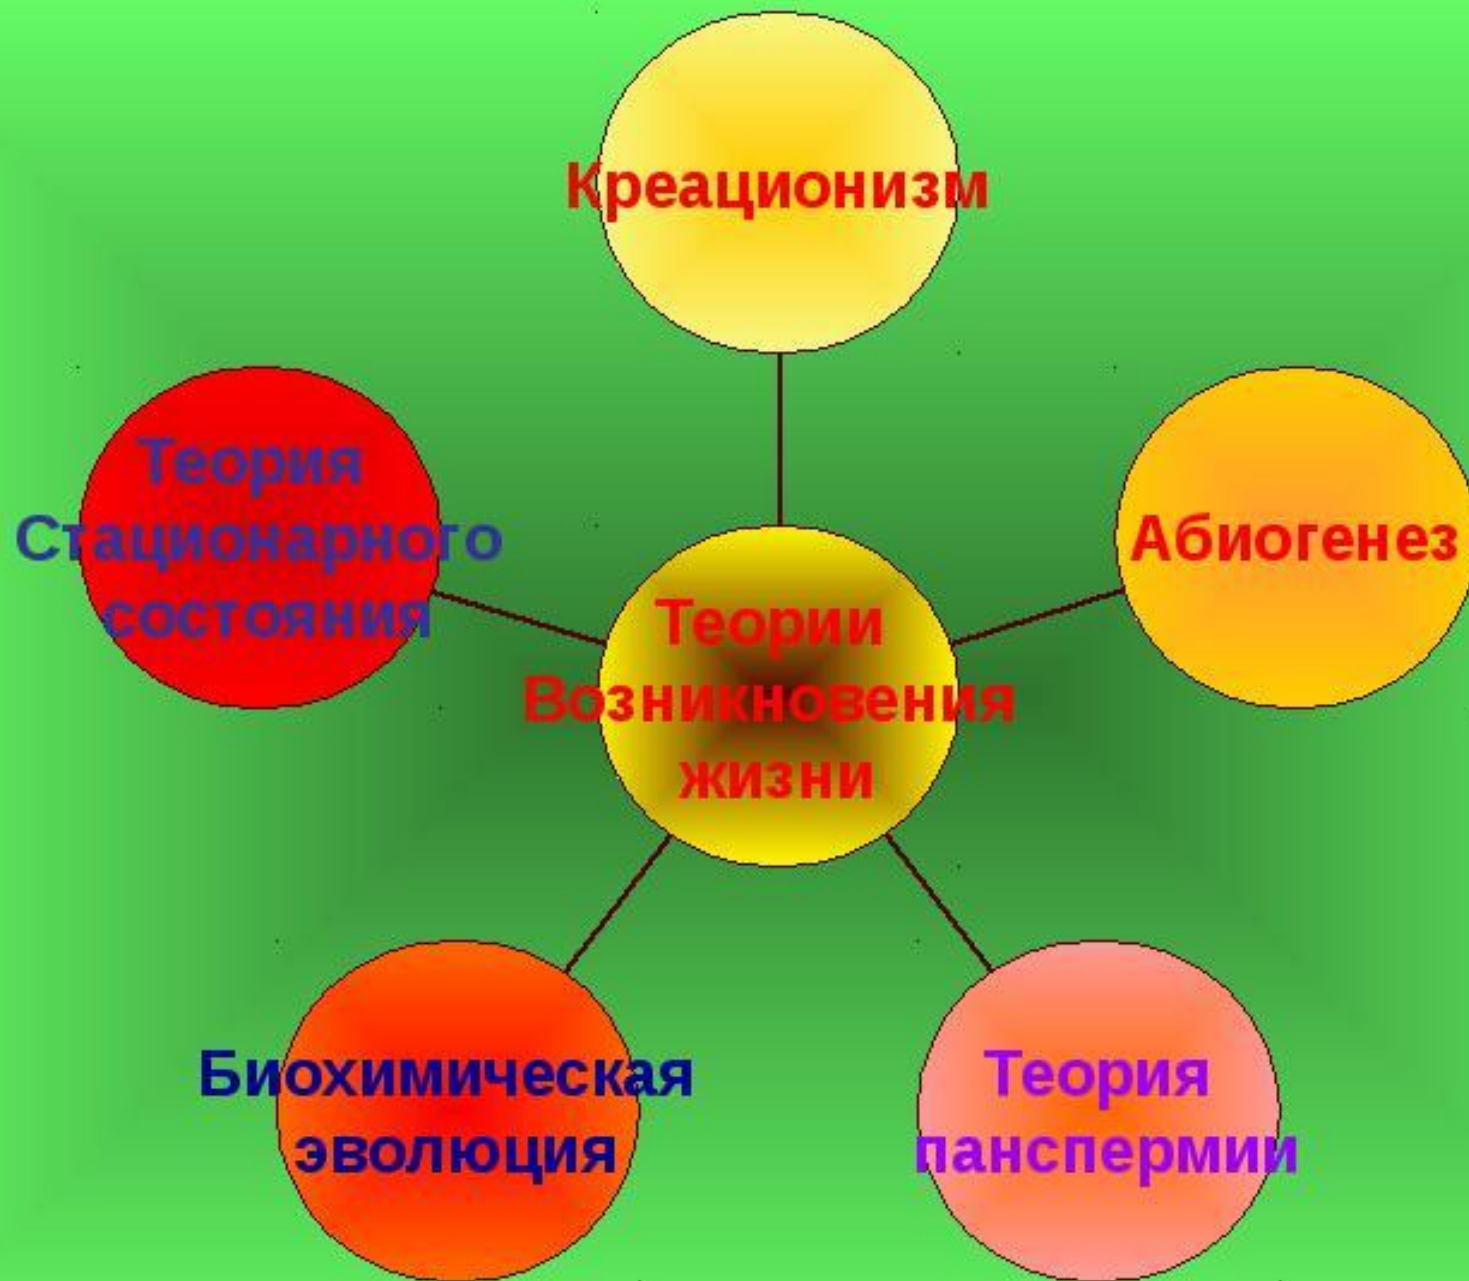 Креационизм
Теория
Стационарного
состояния
Абиогенез
Теории
Возникновения
жизни
Биохимическая
эволюция
Теория
панспермии